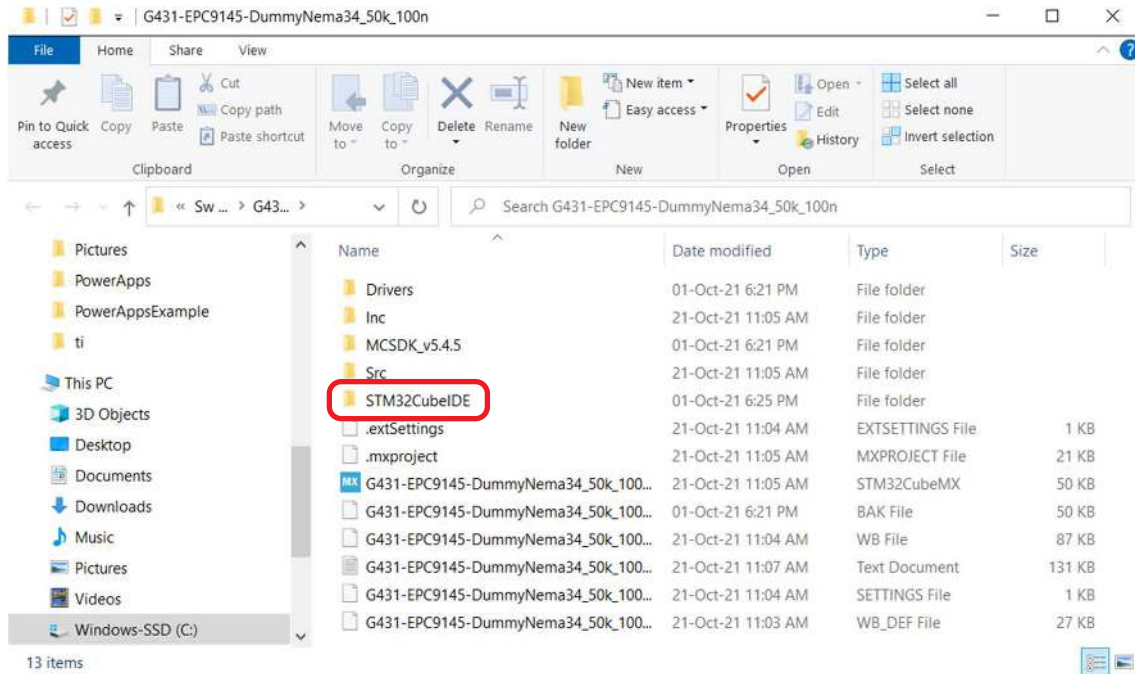 G431-EPC9145-DummyNema34_50k_100n
File Home Share View
Pin to Quick access
Copy
Paste
Cut
Copy path
Paste shortcut
Clipboard
Move to
Copy to
Delete
Rename
Organize
New folder
New item
Easy access
New
Properties
Open
Edit
History
Open
Select all
Select none
Invert selection
Select
« Sw ... > G43... >
Search G431-EPC9145-DummyNema34_50k_100n
Pictures
PowerApps
PowerAppsExample
ti
This PC
3D Objects
Desktop
Documents
Downloads
Music
Pictures
Videos
Windows-SSD (C:)
Name Date modified Type Size
Drivers 01-Oct-21 6:21 PM File folder
Inc 21-Oct-21 11:05 AM File folder
MCSDK_v5.4.5 01-Oct-21 6:21 PM File folder
Src 21-Oct-21 11:05 AM File folder
STM32CubeIDE 01-Oct-21 6:25 PM File folder
.extSettings 21-Oct-21 11:04 AM EXTSETTINGS File 1 KB
.mxproject 21-Oct-21 11:05 AM MXPROJECT File 21 KB
MX G431-EPC9145-DummyNema34_50k_100... 21-Oct-21 11:05 AM STM32CubeMX 50 KB
G431-EPC9145-DummyNema34_50k_100... 01-Oct-21 6:21 PM BAK File 50 KB
G431-EPC9145-DummyNema34_50k_100... 21-Oct-21 11:04 AM WB File 87 KB
G431-EPC9145-DummyNema34_50k_100... 21-Oct-21 11:07 AM Text Document 131 KB
G431-EPC9145-DummyNema34_50k_100... 21-Oct-21 11:04 AM SETTINGS File 1 KB
G431-EPC9145-DummyNema34_50k_100... 21-Oct-21 11:03 AM WB_DEF File 27 KB
13 items